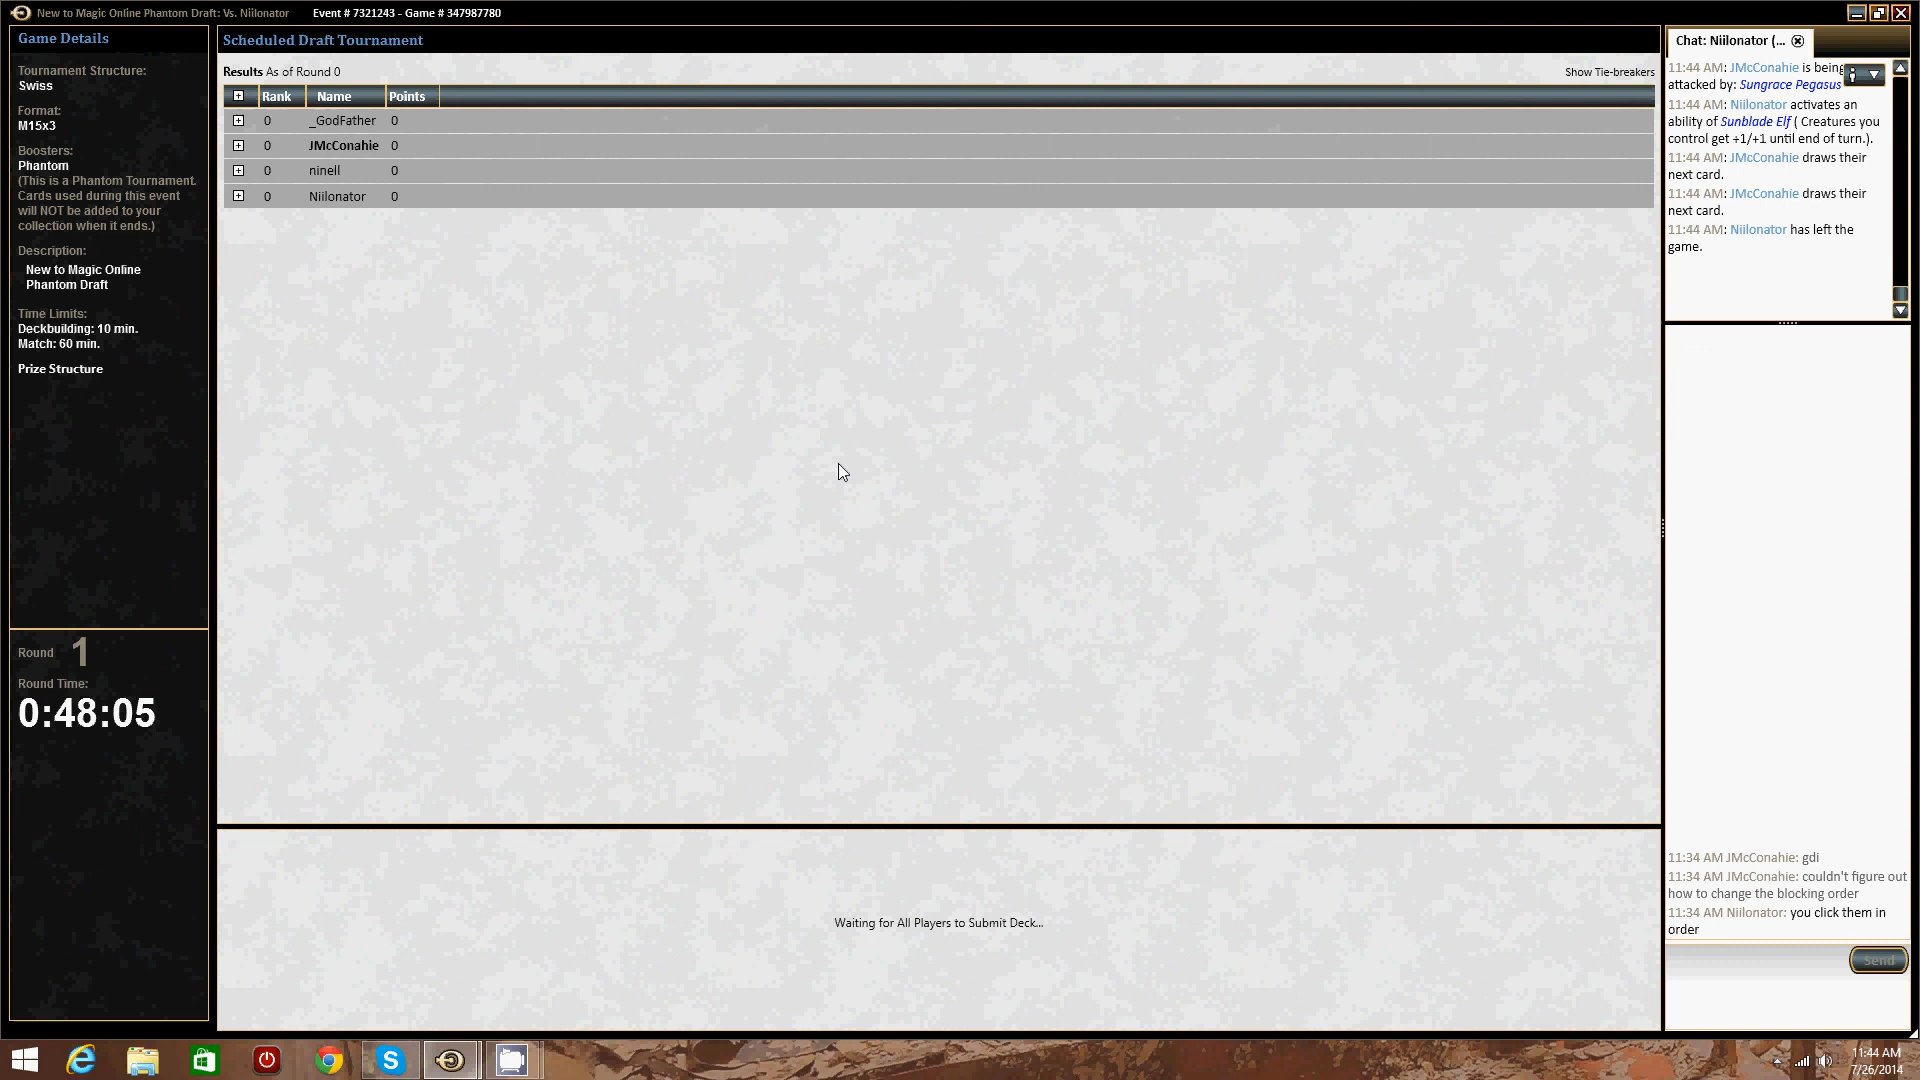 New to Magic Online Phantom Draft: Vs. Niilonator
Event # 7321243 - Game # 347987780
Game Details
Tournament Structure:
Swiss
Format:
M15x3
Boosters:
Phantom
(This is a Phantom Tournament.
Cards used during this event
will NOT be added to your
collection when it ends.)
Description:
New to Magic Online
Phantom Draft
Time Limits:
Deckbuilding: 10 min.
Match: 60 min.
Prize Structure
Round 1
Round Time:
0:48:05
Scheduled Draft Tournament
Results As of Round 0
Show Tie-breakers
Rank Name Points
0 _GodFather 0
0 JMcConahie 0
0 ninell 0
0 Niilonator 0
Waiting for All Players to Submit Deck...
Chat: Niilonator (...
11:44 AM: JMcConahie is being
attacked by: Sungrace Pegasus
11:44 AM: Niilonator activates an
ability of Sunblade Elf ( Creatures you
control get +1/+1 until end of turn.).
11:44 AM: JMcConahie draws their
next card.
11:44 AM: JMcConahie draws their
next card.
11:44 AM: Niilonator has left the
game.
11:34 AM JMcConahie: gdi
11:34 AM JMcConahie: couldn't figure out
how to change the blocking order
11:34 AM Niilonator: you click them in
order
Send
11:44 AM
7/26/2014